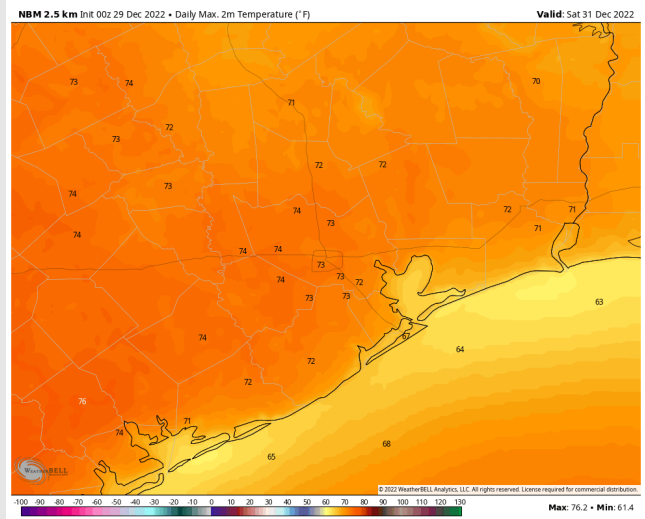 NBM 2.5 km Init 00z 29 Dec 2022 • Daily Max. 2m Temperature (°F) Valid: Sat 31 Dec 2022
73 74 70
71
72
73
72 72
73
74
74 72 71
73
74 71
74 74
73
74 73 72
73 73 63
67
74 64
72
72
76
71
74
68
65
WEATHERBELL
© 2022 WeatherBELL Analytics, LLC. All rights reserved. License required for commercial distribution.
-100 -90 -80 -70 -60 -50 -40 -30 -20 -10 0 10 20 30 40 50 60 70 80 90 100 110 120 130 Max: 76.2 • Min: 61.4